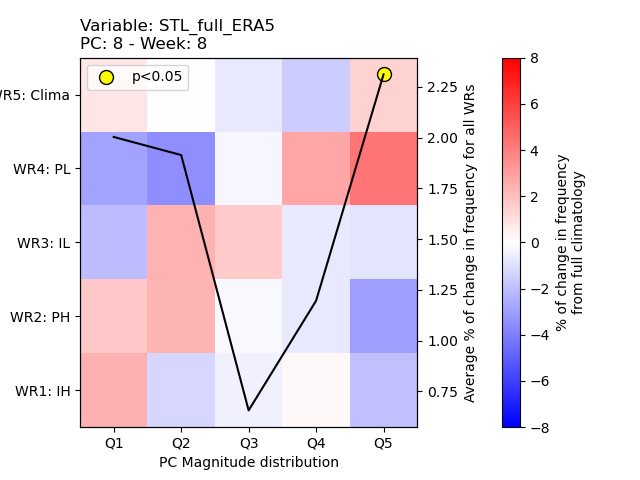 Variable: STL_full_ERA5
PC: 8 - Week: 8
p<0.05
WR5: Clima
WR4: PL
WR3: IL
WR2: PH
WR1: IH
Q1 Q2 Q3 Q4 Q5
PC Magnitude distribution
2.25
2.00
1.75
1.50
1.25
1.00
0.75
Average % of change in frequency for all WRs
8
6
4
2
0
−2
−4
−6
−8
% of change in frequency
from full climatology